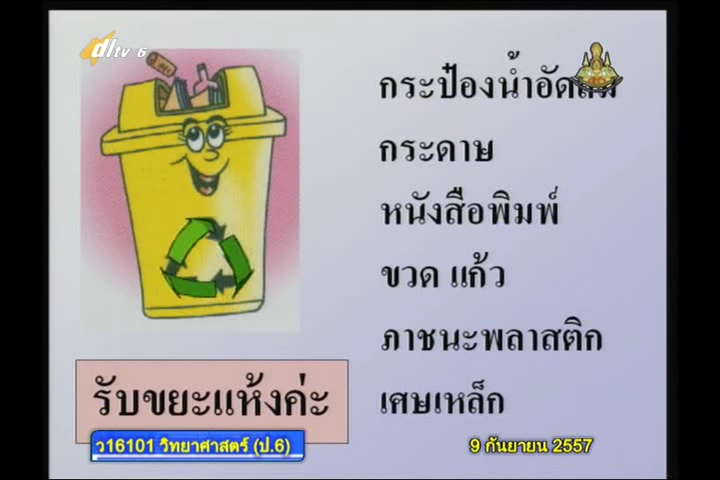 dltv 6
กระป๋องน้ำอัดลม
กระดาษ
หนังสือพิมพ์
ขวด แก้ว
ภาชนะพลาสติก
เศษเหล็ก
รับขยะแห้งค่ะ
ว16101 วิทยาศาสตร์ (ป.6)
9 กันยายน 2557